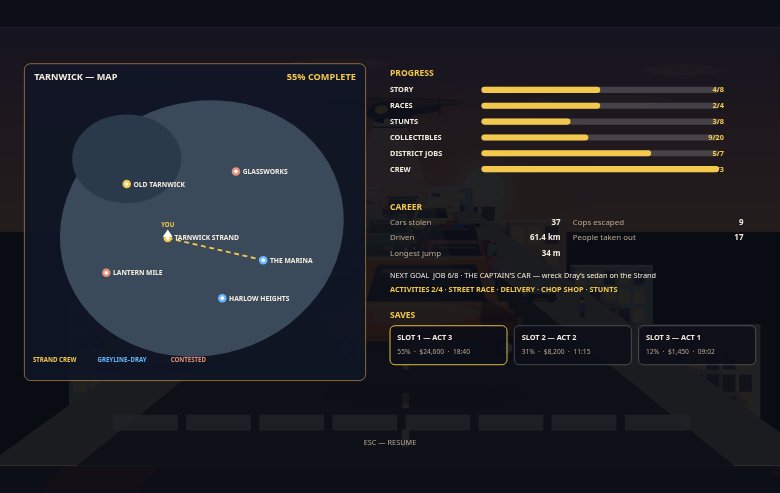 TARNWICK — MAP
55% COMPLETE
OLD TARNWICK
GLASSWORKS
YOU
TARNWICK STRAND
THE MARINA
LANTERN MILE
HARLOW HEIGHTS
STRAND CREW
GREYLINE-DRAY
CONTESTED
PROGRESS
STORY 4/8
RACES 2/4
STUNTS 3/8
COLLECTIBLES 9/20
DISTRICT JOBS 5/7
CREW /3
CAREER
Cars stolen 37 Cops escaped 9
Driven 61.4 km People taken out 17
Longest jump 34 m
NEXT GOAL JOB 6/8 · THE CAPTAIN'S CAR — wreck Dray's sedan on the Strand
ACTIVITIES 2/4 · STREET RACE · DELIVERY · CHOP SHOP · STUNTS
SAVES
SLOT 1 — ACT 3
55% · $24,600 · 18:40
SLOT 2 — ACT 2
31% · $8,200 · 11:15
SLOT 3 — ACT 1
12% · $1,450 · 09:02
ESC — RESUME